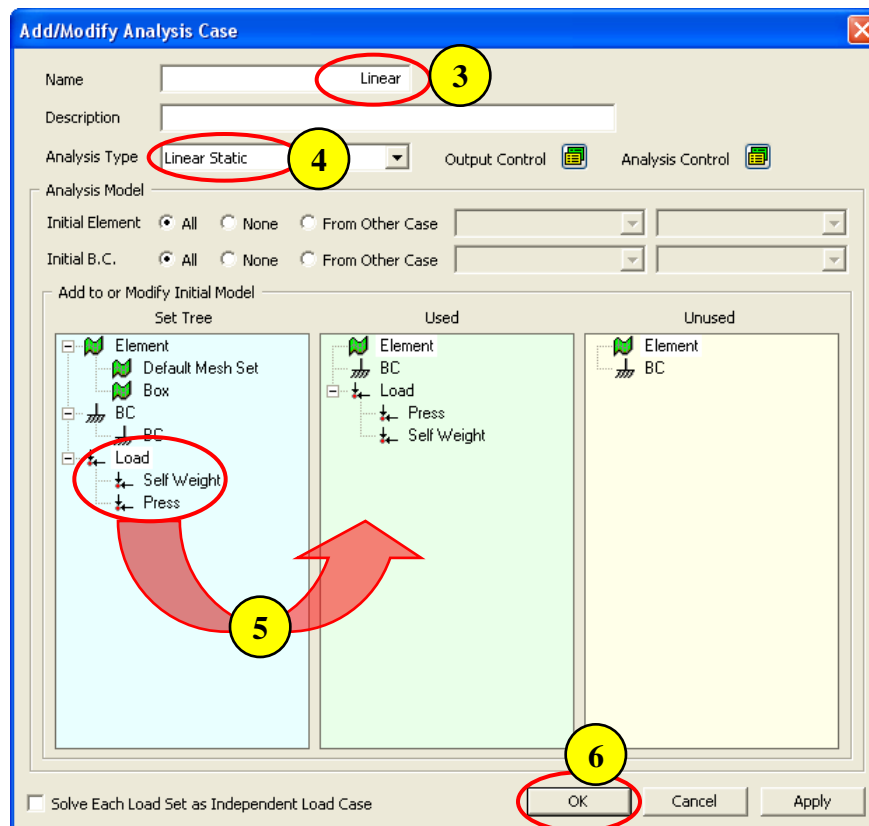 Add/Modify Analysis Case
Name Linear 3
Description
Analysis Type Linear Static 4 Output Control Analysis Control
Analysis Model
Initial Element All None From Other Case
Initial B.C. All None From Other Case
Add to or Modify Initial Model
Set Tree Used Unused
Element Element Element
Default Mesh Set BC BC
Box Load
BC Press
BC Self Weight
Load
Self Weight
Press
5
6
Solve Each Load Set as Independent Load Case OK Cancel Apply